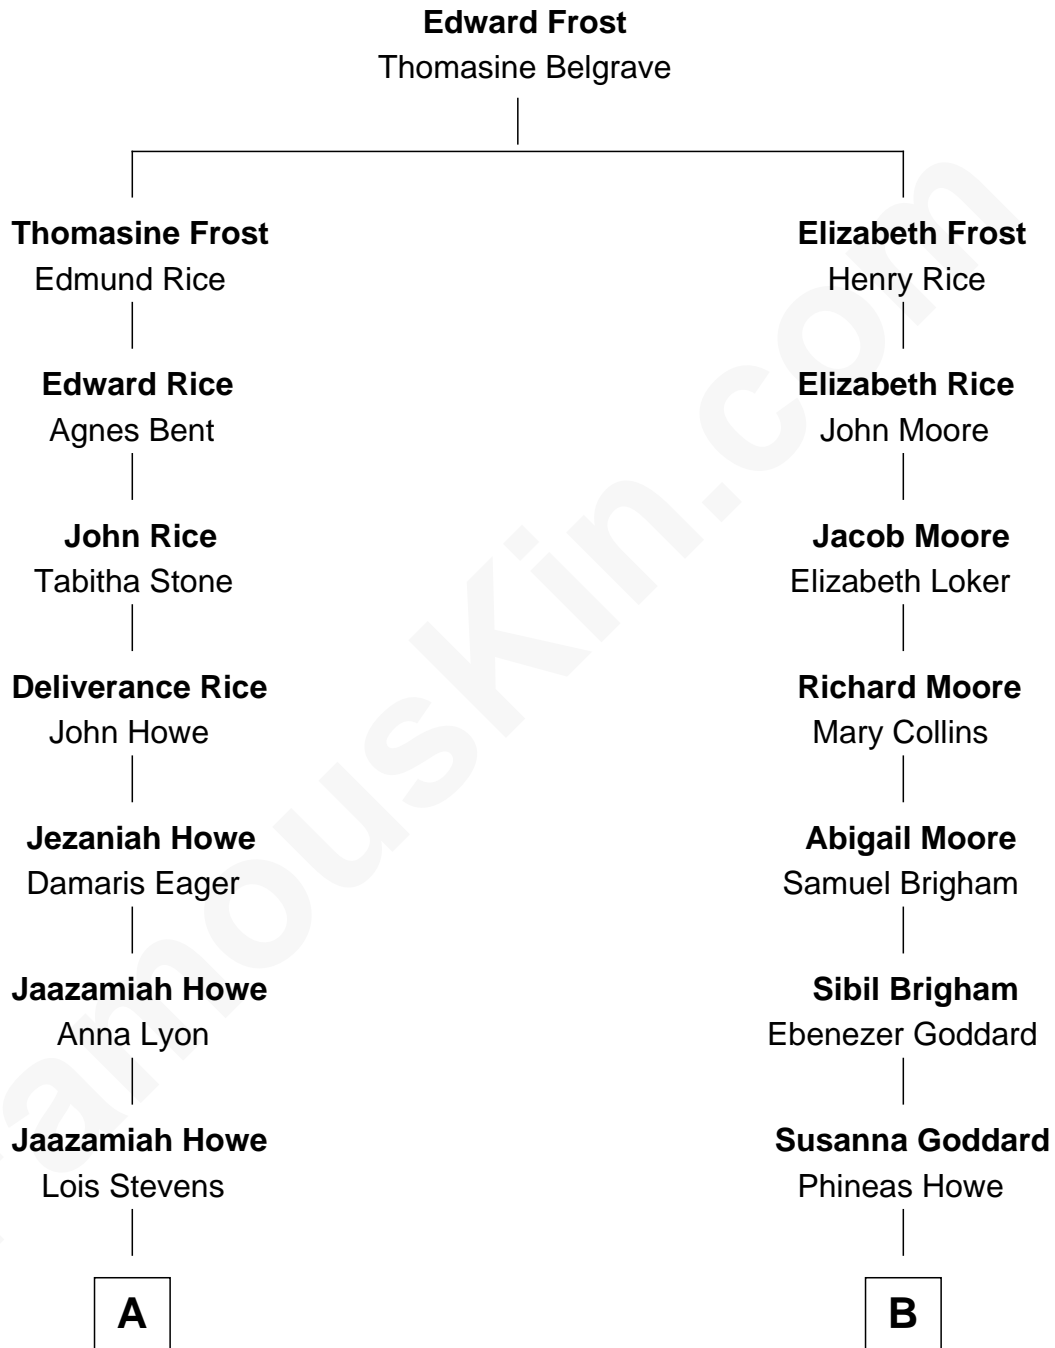 Edward Frost
Thomasine Belgrave
Thomasine Frost
Edmund Rice
Elizabeth Frost
Henry Rice
Edward Rice
Agnes Bent
Elizabeth Rice
John Moore
John Rice
Tabitha Stone
Jacob Moore
Elizabeth Loker
Deliverance Rice
John Howe
Richard Moore
Mary Collins
Jezaniah Howe
Damaris Eager
Abigail Moore
Samuel Brigham
Jaazamiah Howe
Anna Lyon
Sibil Brigham
Ebenezer Goddard
Jaazamiah Howe
Lois Stevens
Susanna Goddard
Phineas Howe
A
B
FamousKin.com